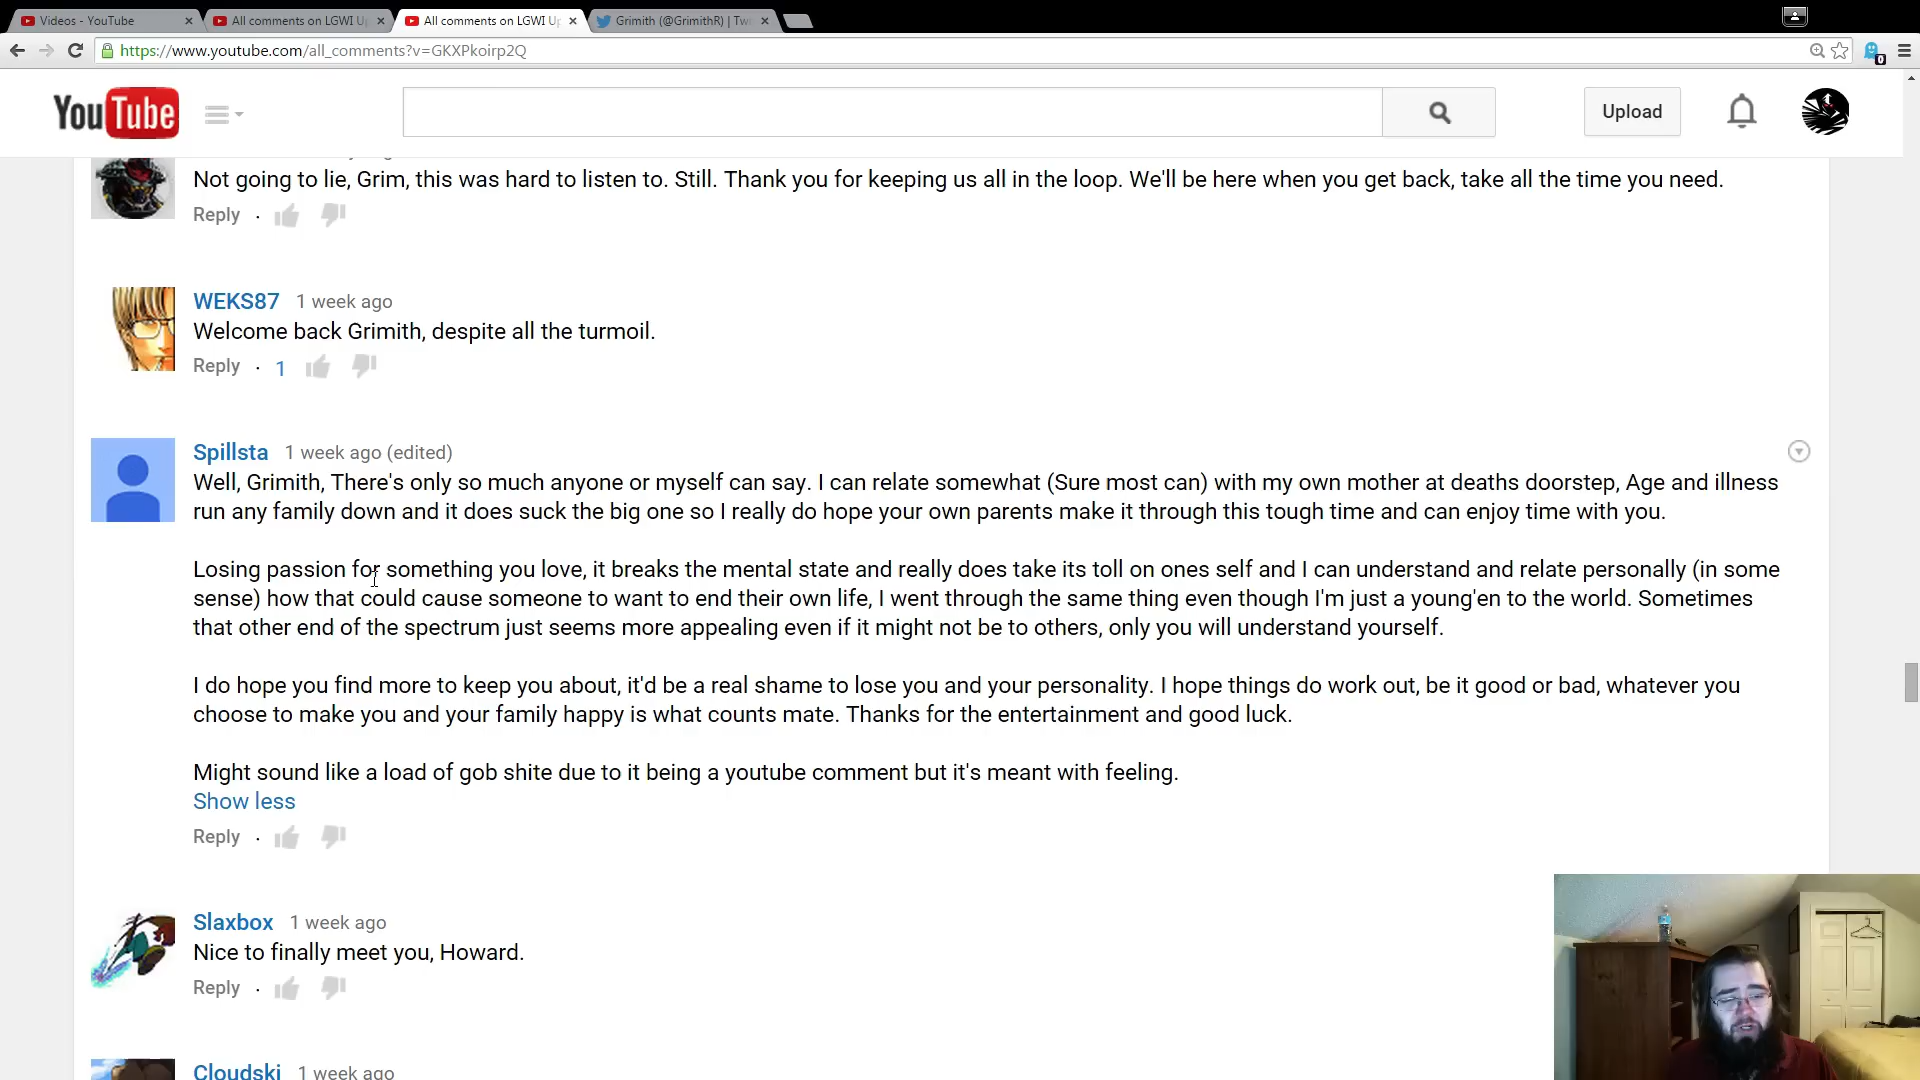 Videos - YouTube
All comments on LGWI Up
All comments on LGWI Up
Grimith (@GrimithR) | Twi
https://www.youtube.com/all_comments?v=GKXPkoirp2Q
0
YouTube
Upload
Not going to lie, Grim, this was hard to listen to. Still. Thank you for keeping us all in the loop. We'll be here when you get back, take all the time you need.
Reply ·
WEKS87 1 week ago
Welcome back Grimith, despite all the turmoil.
Reply · 1
Spillsta 1 week ago (edited)
Well, Grimith, There's only so much anyone or myself can say. I can relate somewhat (Sure most can) with my own mother at deaths doorstep, Age and illness
run any family down and it does suck the big one so I really do hope your own parents make it through this tough time and can enjoy time with you.
Losing passion for something you love, it breaks the mental state and really does take its toll on ones self and I can understand and relate personally (in some
sense) how that could cause someone to want to end their own life, I went through the same thing even though I'm just a young'en to the world. Sometimes
that other end of the spectrum just seems more appealing even if it might not be to others, only you will understand yourself.
I do hope you find more to keep you about, it'd be a real shame to lose you and your personality. I hope things do work out, be it good or bad, whatever you
choose to make you and your family happy is what counts mate. Thanks for the entertainment and good luck.
Might sound like a load of gob shite due to it being a youtube comment but it's meant with feeling.
Show less
Reply ·
Slaxbox 1 week ago
Nice to finally meet you, Howard.
Reply ·
Cloudski 1 week ago